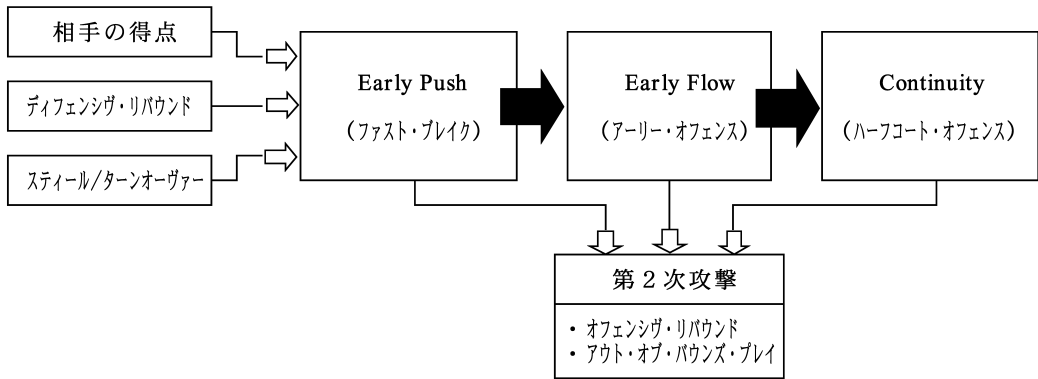 相手の得点
ディフェンシヴ・リバウンド
スティール/ターンオーヴァー
Early Push
(ファスト・ブレイク)
Early Flow
(アーリー・オフェンス)
Continuity
(ハーフコート・オフェンス)
第2次攻撃
・ オフェンシヴ・リバウンド
・ アウト・オブ・バウンズ・プレイ